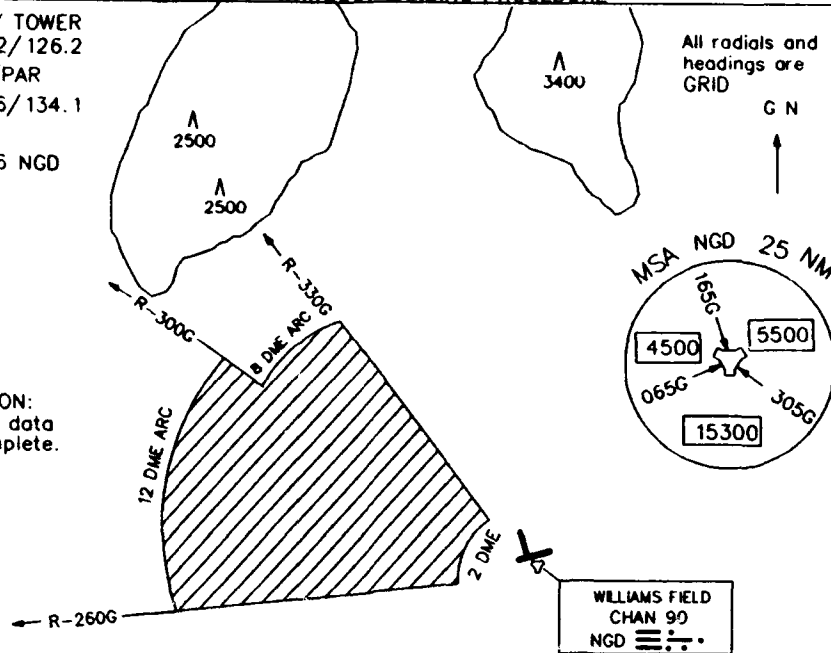 TOWER
2/126.2
PAR
6/134.1
6 NGD
ON:
data
plete.
2500
2500
3400
All radials and
headings are
GRID
G N
MSA NGD 25 NM
165G
4500
5500
065G
305G
15300
R-300G
R-330G
8 DME ARC
12 DME ARC
2 DME
R-260G
WILLIAMS FIELD
CHAN 90
NGD